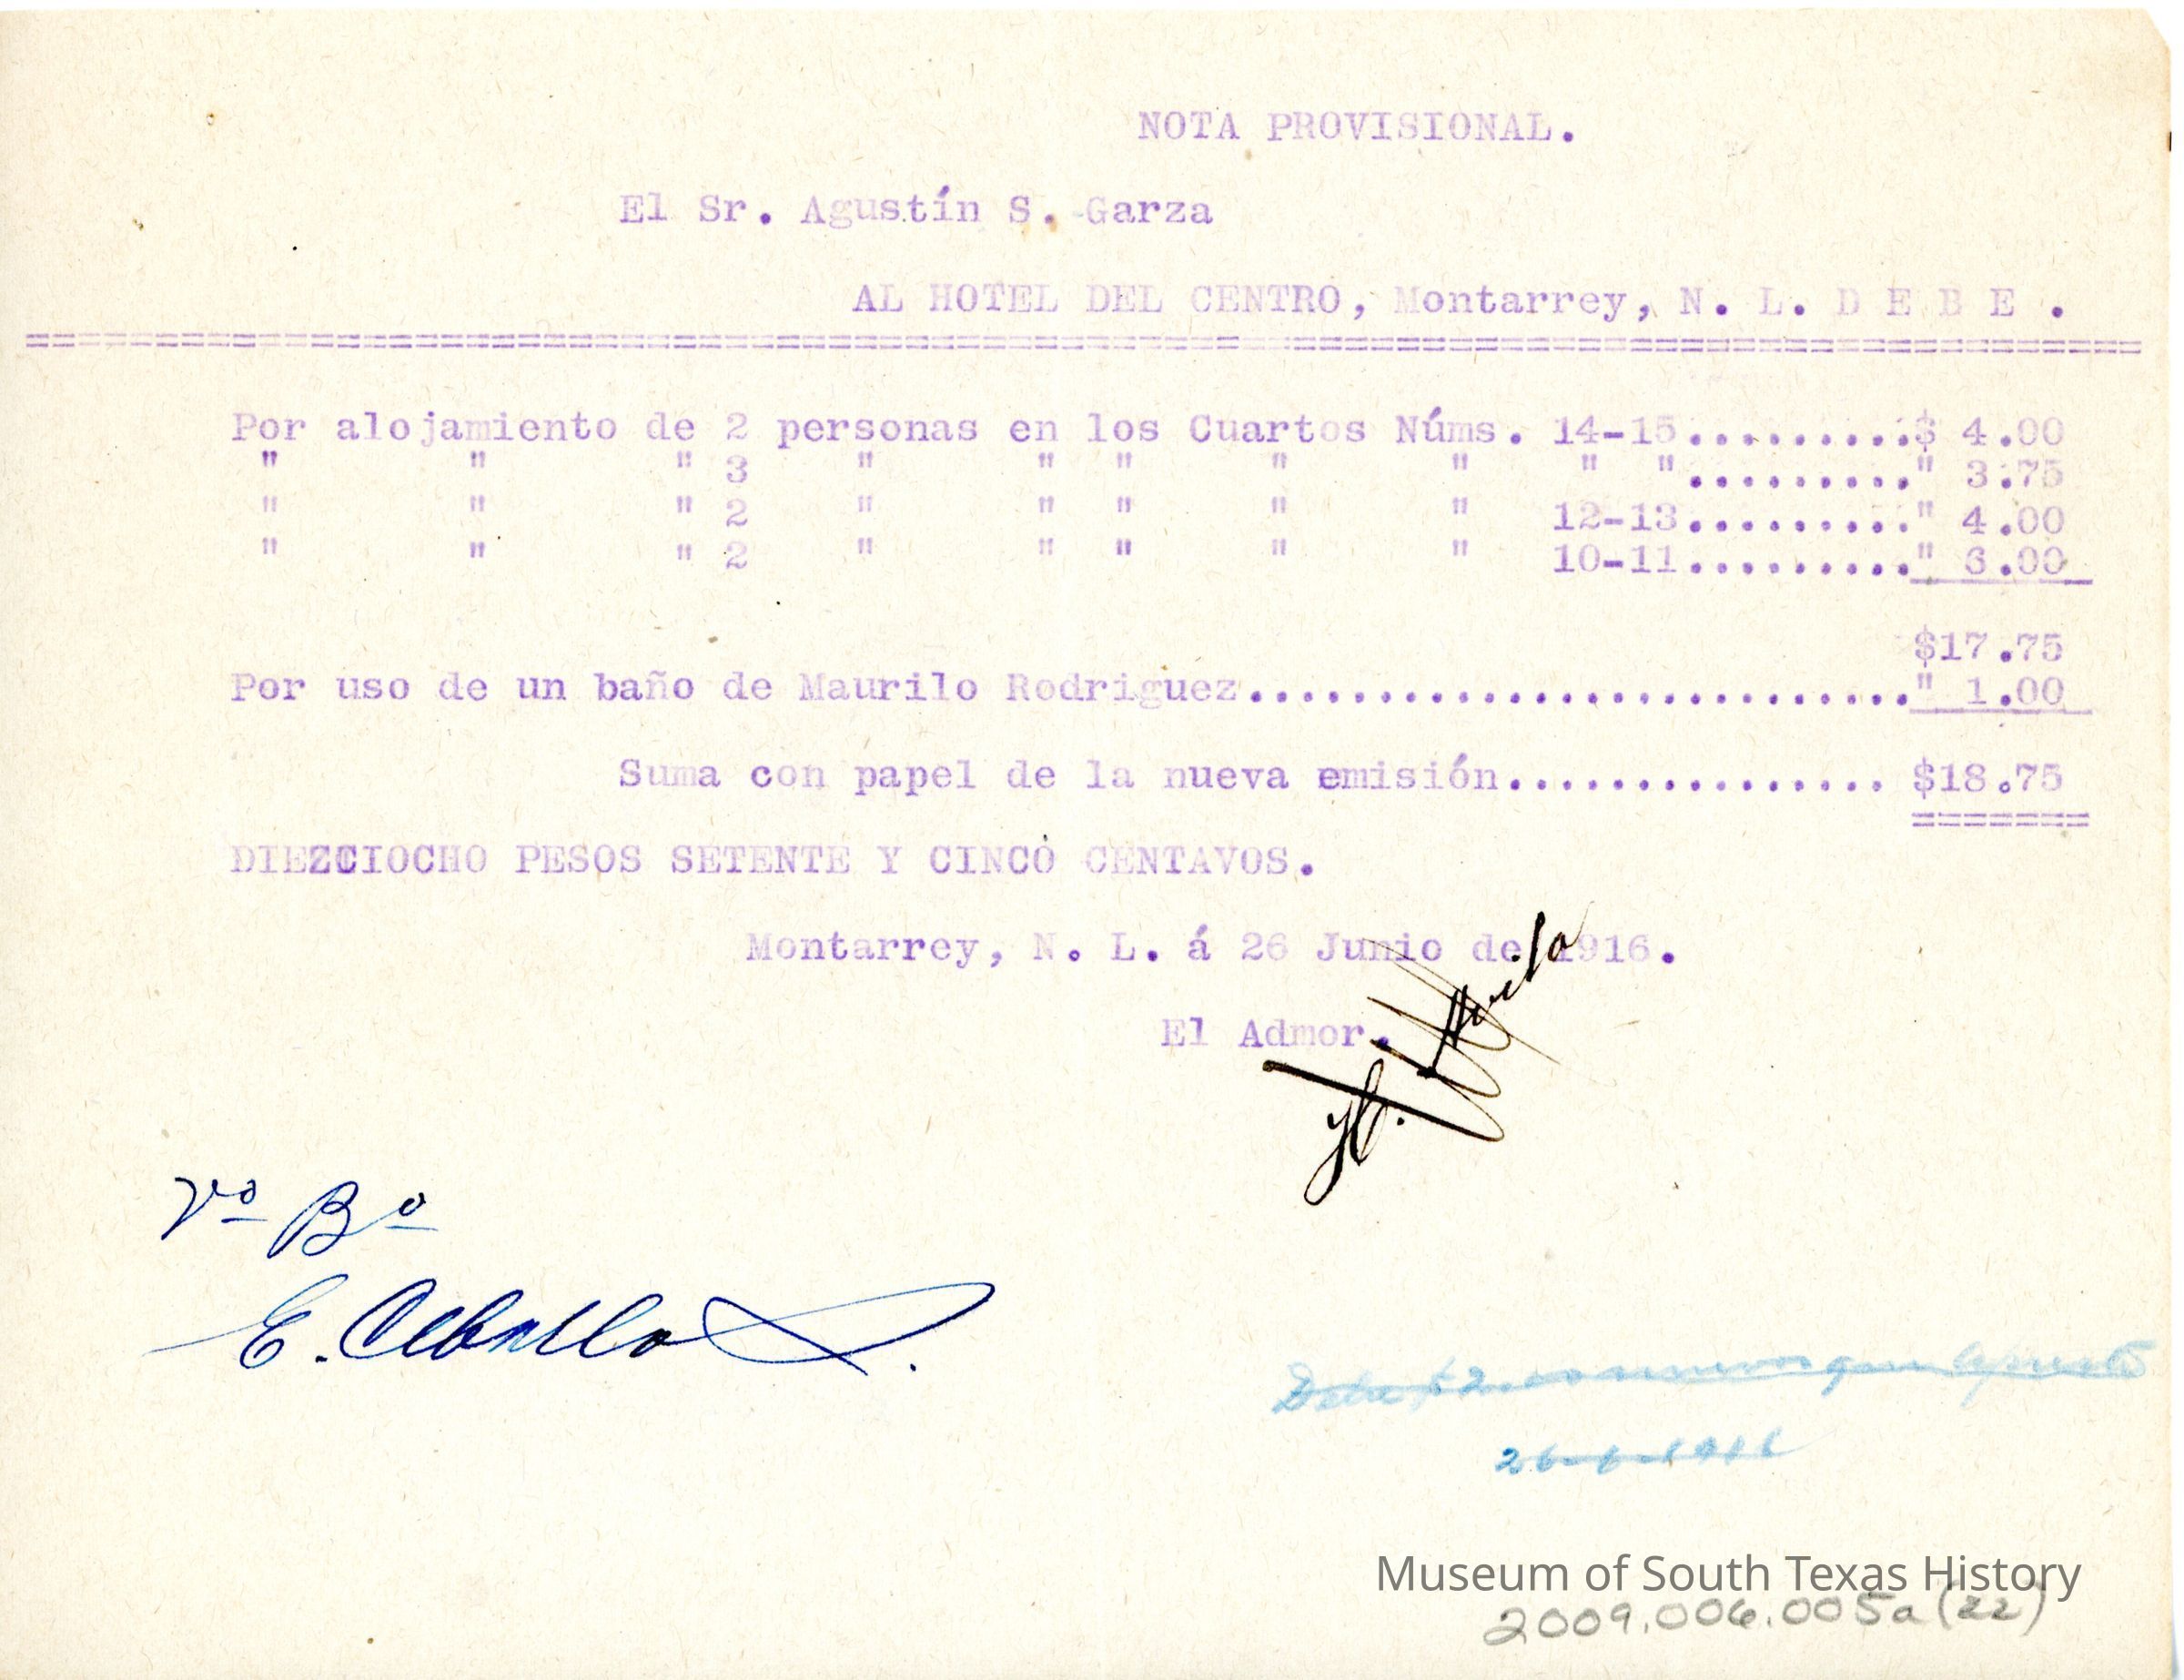 NOTA PROVISIONAL.
El Sr. Agustín S. Garza
AL HOTEL DEL CENTRO, Montarrey, N. L. D E B E .
Por alojamiento de 2 personas en los Cuartos Núms. 14-15.........$ 4.00
" " " 3 " " " " " " "........." 3.75
" " " 2 " " " " " 12-13........." 4.00
" " " 2 " " " " " 10-11........." 6.00
$17.75
Por uso de un baño de Maurilo Rodriguez.........................." 1.00
Suma con papel de la nueva emisión............... $18.75
DIEZCIOCHO PESOS SETENTE Y CINCO CENTAVOS.
Montarrey, N. L. á 26 Junio de 1916.
El Admor.
Vo Bo
E. Ceballos.
26-6-1916
Museum of South Texas History
2009.006.005a(22)